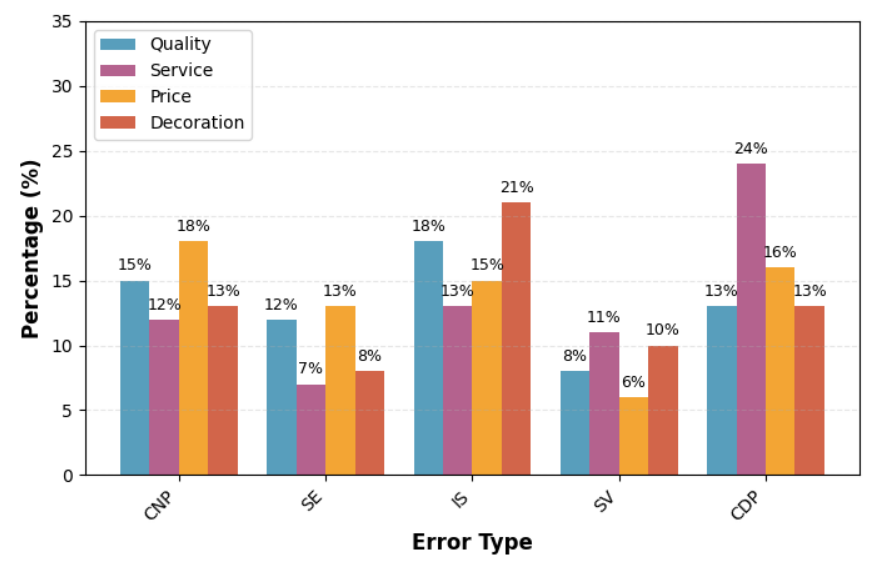 35
30
25
20
15
10
5
0
Percentage (%)
Quality
Service
Price
Decoration
15%
12%
18%
13%
12%
7%
13%
8%
18%
13%
15%
21%
8%
11%
6%
10%
13%
24%
16%
13%
CNP
SE
IS
SV
CDP
Error Type